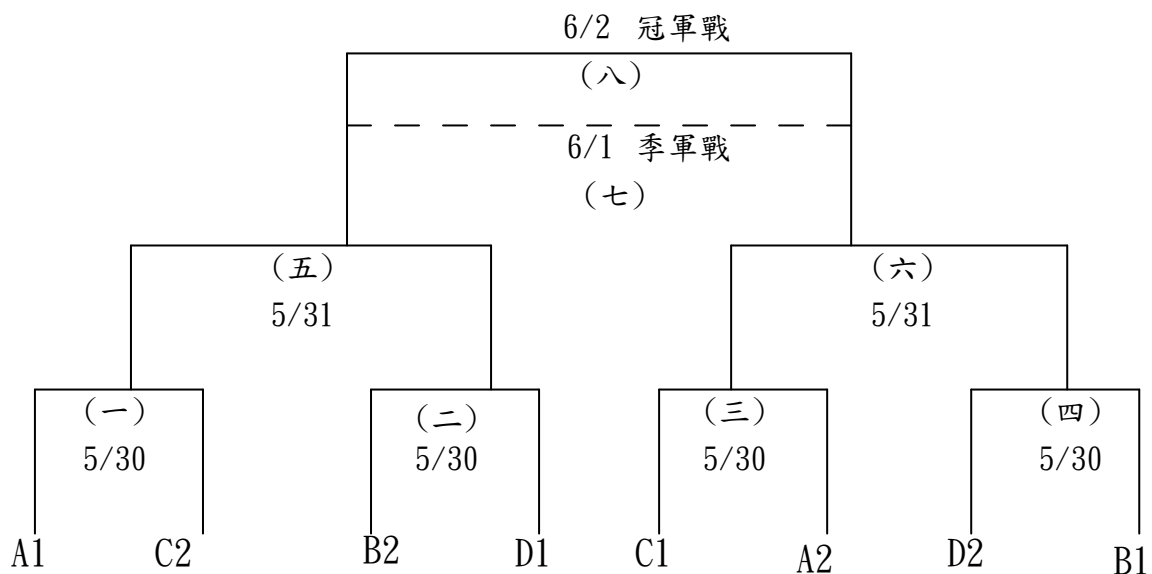 6/2 冠軍戰
(八)
6/1 季軍戰
(七)
(五)
5/31
(六)
5/31
(一)
5/30
(二)
5/30
(三)
5/30
(四)
5/30
A1
C2
B2
D1
C1
A2
D2
B1